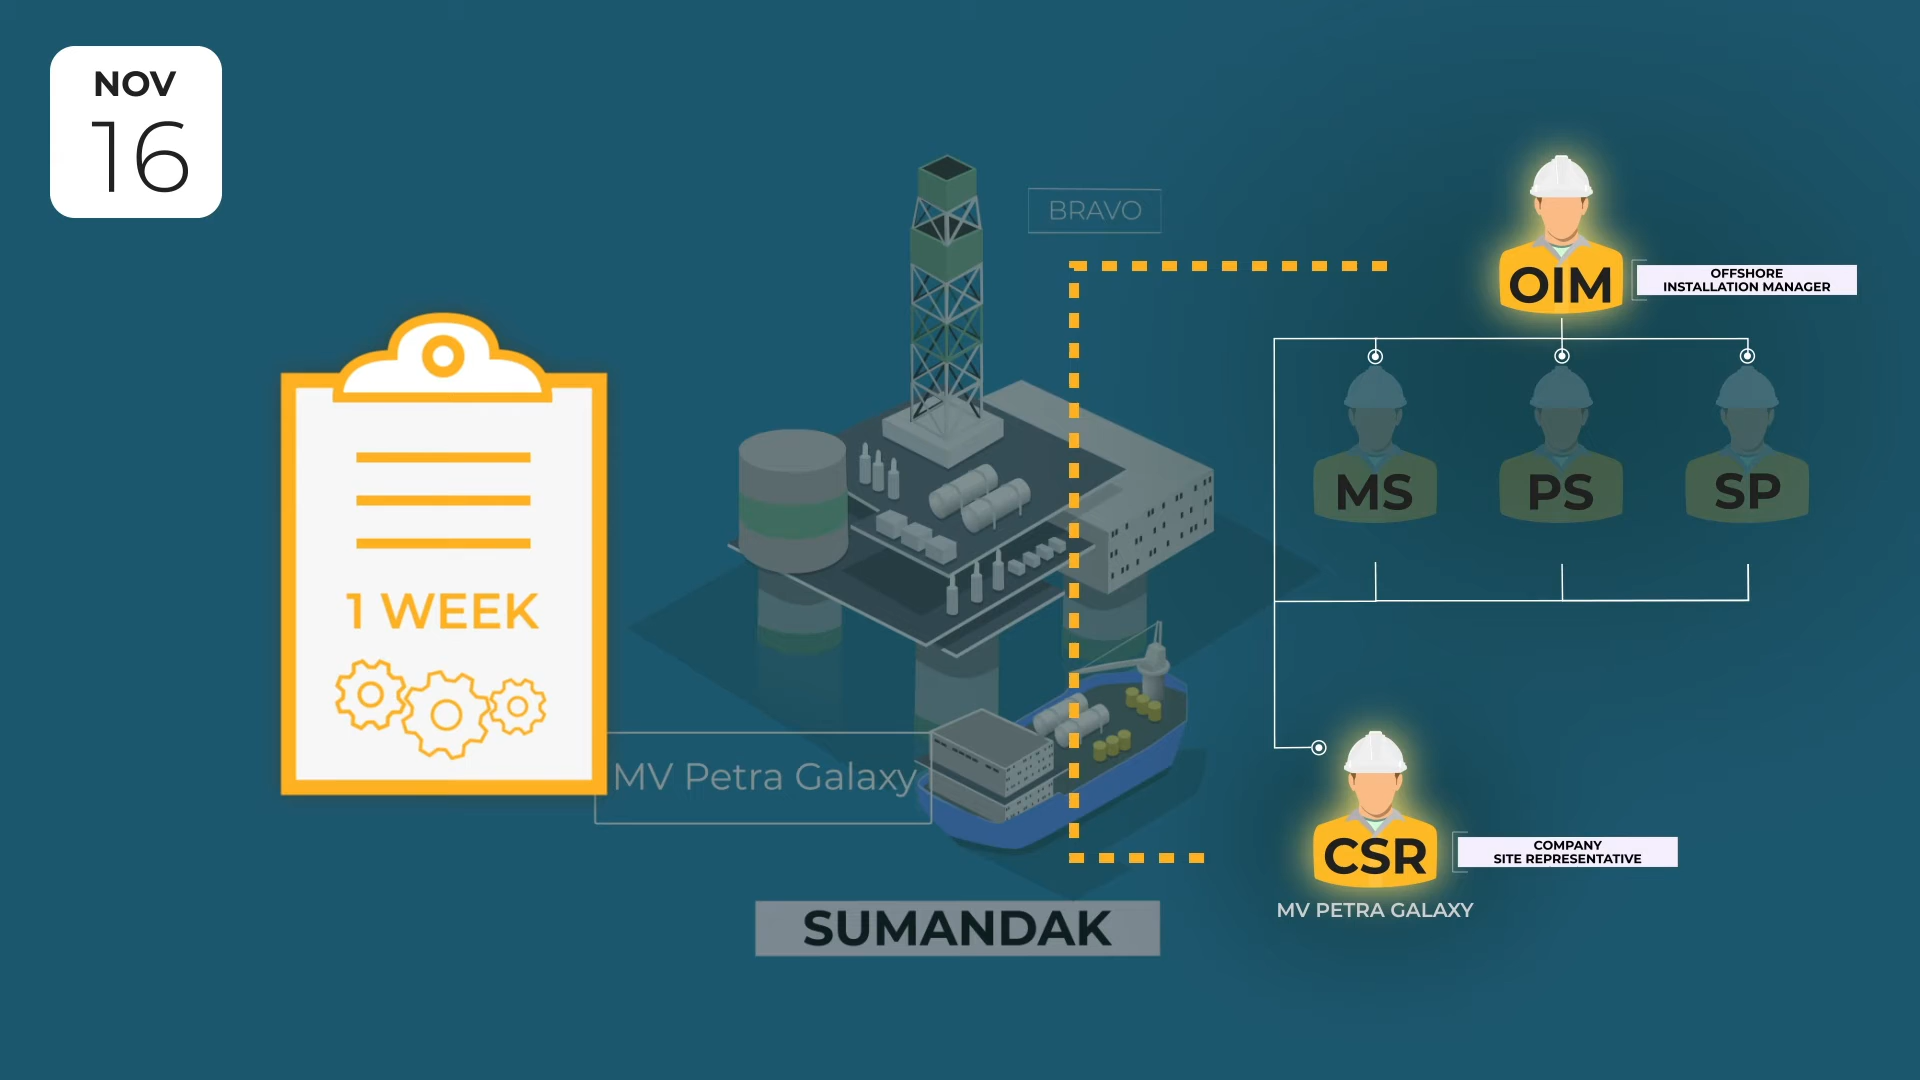 NOV
16
BRAVO
OIM
OFFSHORE
INSTALLATION MANAGER
MS
PS
SP
1 WEEK
MV Petra Galaxy
CSR
COMPANY
SITE REPRESENTATIVE
MV PETRA GALAXY
SUMANDAK